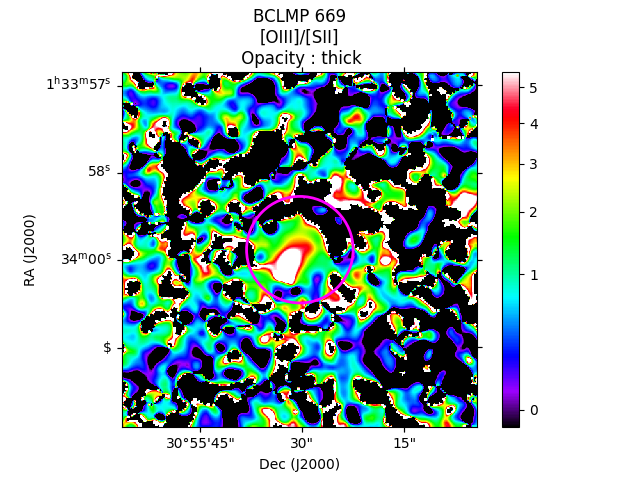 BCLMP 669
[OIII]/[SII]
Opacity : thick
1ʰ33ᵐ57ˢ
58ˢ
34ᵐ00ˢ
$
RA (J2000)
30°55'45"
30"
15"
Dec (J2000)
5
4
3
2
1
0